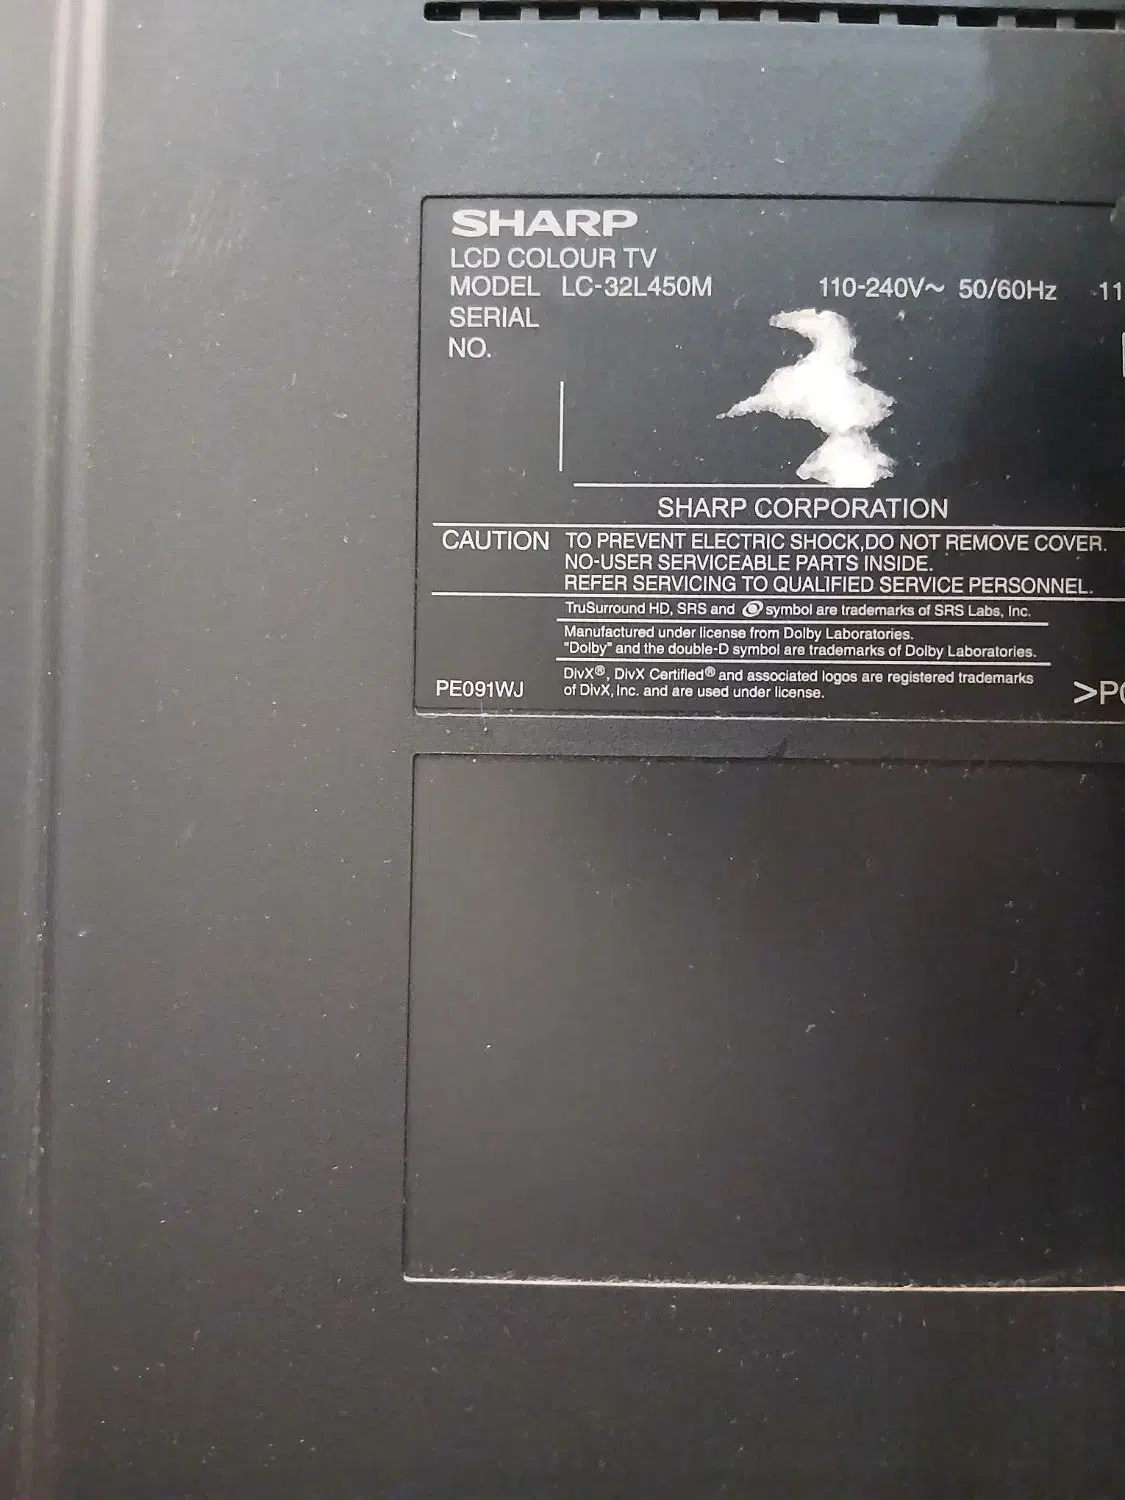 SHARP
LCD COLOUR TV
MODEL LC-32L450M 110-240V~ 50/60Hz 11
SERIAL
NO.
SHARP CORPORATION
CAUTION TO PREVENT ELECTRIC SHOCK,DO NOT REMOVE COVER.
NO-USER SERVICEABLE PARTS INSIDE.
REFER SERVICING TO QUALIFIED SERVICE PERSONNEL.
TruSurround HD, SRS and symbol are trademarks of SRS Labs, Inc.
Manufactured under license from Dolby Laboratories.
"Dolby" and the double-D symbol are trademarks of Dolby Laboratories.
DivX®, DivX Certified® and associated logos are registered trademarks
of DivX, Inc. and are used under license.
PE091WJ